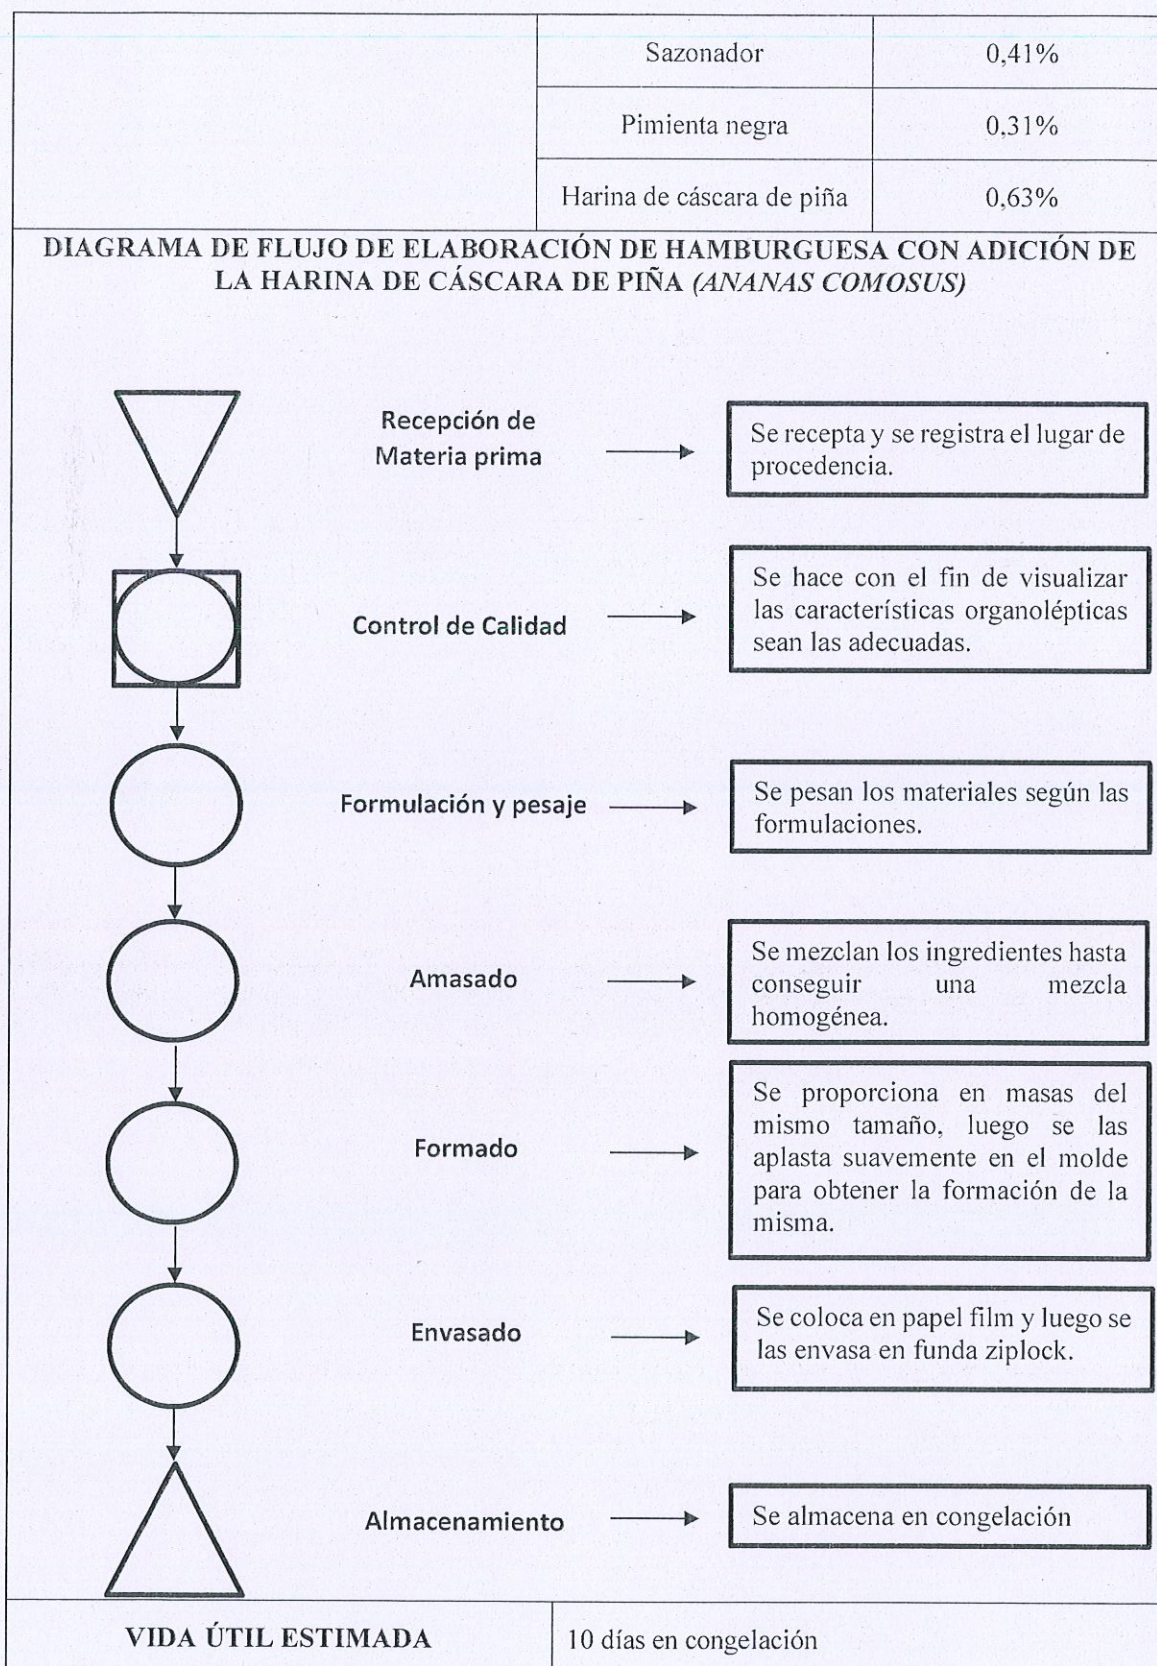 Sazonador 0,41%
Pimienta negra 0,31%
Harina de cáscara de piña 0,63%
DIAGRAMA DE FLUJO DE ELABORACIÓN DE HAMBURGUESA CON ADICIÓN DE
LA HARINA DE CÁSCARA DE PIÑA (ANANAS COMOSUS)
Recepción de
Materia prima
Se recepta y se registra el lugar de
procedencia.
Control de Calidad
Se hace con el fin de visualizar
las características organolépticas
sean las adecuadas.
Formulación y pesaje
Se pesan los materiales según las
formulaciones.
Amasado
Se mezclan los ingredientes hasta
conseguir una mezcla
homogénea.
Formado
Se proporciona en masas del
mismo tamaño, luego se las
aplasta suavemente en el molde
para obtener la formación de la
misma.
Envasado
Se coloca en papel film y luego se
las envasa en funda ziplock.
Almacenamiento
Se almacena en congelación
VIDA ÚTIL ESTIMADA 10 días en congelación